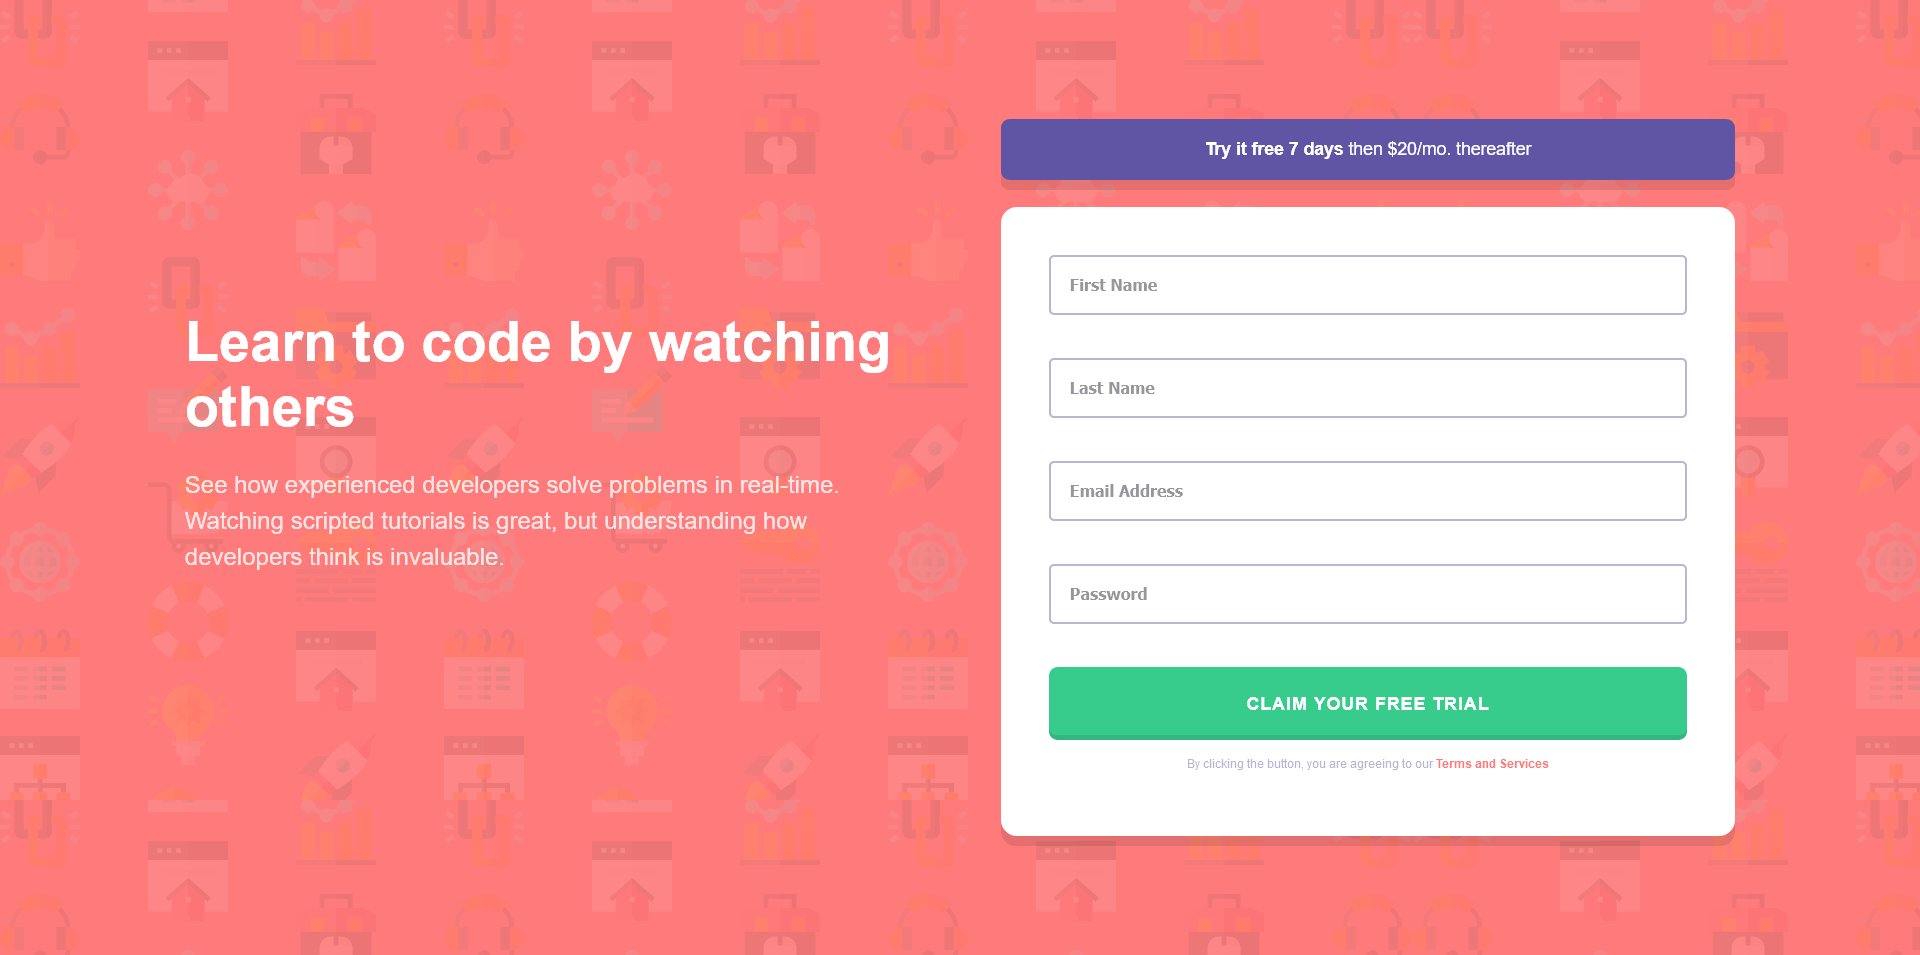 Learn to code by watching
others
See how experienced developers solve problems in real-time.
Watching scripted tutorials is great, but understanding how
developers think is invaluable.
Try it free 7 days then $20/mo. thereafter
First Name
Last Name
Email Address
Password
CLAIM YOUR FREE TRIAL
By clicking the button, you are agreeing to our Terms and Services